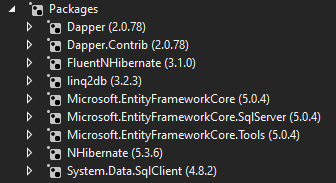 Packages
Dapper (2.0.78)
Dapper.Contrib (2.0.78)
FluentNHibernate (3.1.0)
linq2db (3.2.3)
Microsoft.EntityFrameworkCore (5.0.4)
Microsoft.EntityFrameworkCore.SqlServer (5.0.4)
Microsoft.EntityFrameworkCore.Tools (5.0.4)
NHibernate (5.3.6)
System.Data.SqlClient (4.8.2)